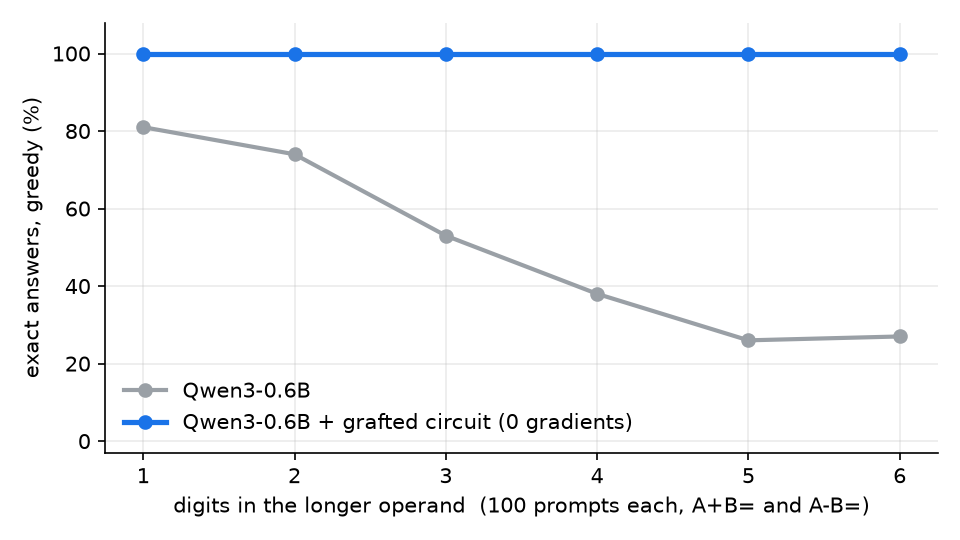 exact answers, greedy (%)
100
80
60
40
20
0
Qwen3-0.6B
Qwen3-0.6B + grafted circuit (0 gradients)
1 2 3 4 5 6
digits in the longer operand  (100 prompts each, A+B= and A-B=)